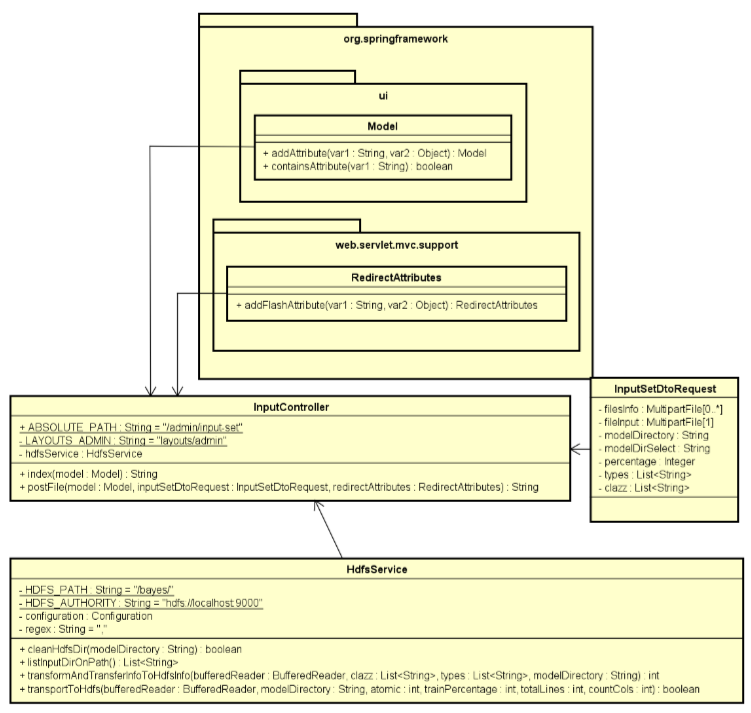 org.springframework
ui
Model
+ addAttribute(var1 : String, var2 : Object) : Model
+ containsAttribute(var1 : String) : boolean
web.servlet.mvc.support
RedirectAttributes
+ addFlashAttribute(var1 : String, var2 : Object) : RedirectAttributes
InputController
+ ABSOLUTE_PATH : String = "/admin/input-set"
- LAYOUTS_ADMIN : String = "layouts/admin"
- hdfsService : HdfsService
+ index(model : Model) : String
+ postFile(model : Model, inputSetDtoRequest : InputSetDtoRequest, redirectAttributes : RedirectAttributes) : String
InputSetDtoRequest
- filesInfo : MultipartFile[0..*]
- fileInput : MultipartFile[1]
- modelDirectory : String
- modelDirSelect : String
- percentage : Integer
- types : List<String>
- clazz : List<String>
HdfsService
- HDFS_PATH : String = "/bayes/"
- HDFS_AUTHORITY : String = "hdfs://localhost:9000"
- configuration : Configuration
- regex : String = ","
+ cleanHdfsDir(modelDirectory : String) : boolean
+ listInputDirOnPath() : List<String>
+ transformAndTransferInfoToHdfsInfo(bufferedReader : BufferedReader, clazz : List<String>, types : List<String>, modelDirectory : String) : int
+ transportToHdfs(bufferedReader : BufferedReader, modelDirectory : String, atomic : int, trainPercentage : int, totalLines : int, countCols : int) : boolean